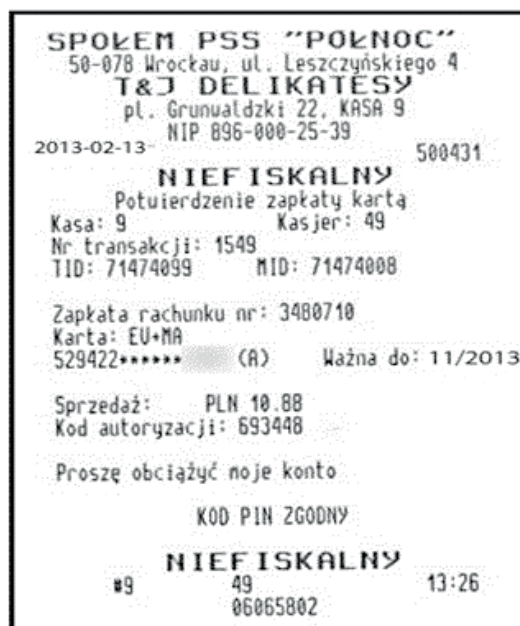 SPOŁEM PSS "POŁNOC"
50-078 Wrocław, ul. Leszczyńskiego 4
T&J DELIKATESY
pl. Grunwaldzki 22, KASA 9
NIP 896-000-25-39
2013-02-13
500431
NIEFISKALNY
Potwierdzenie zapłaty kartą
Kasa: 9 Kasjer: 49
Nr transakcji: 1549
TID: 71474099 MID: 71474008
Zapłata rachunku nr: 3480710
Karta: EU+MA
529422****** (A) Ważna do: 11/2013
Sprzedaż: PLN 10.88
Kod autoryzacji: 693448
Proszę obciążyć moje konto
KOD PIN ZGODNY
NIEFISKALNY
#9 49 13:26
06065802